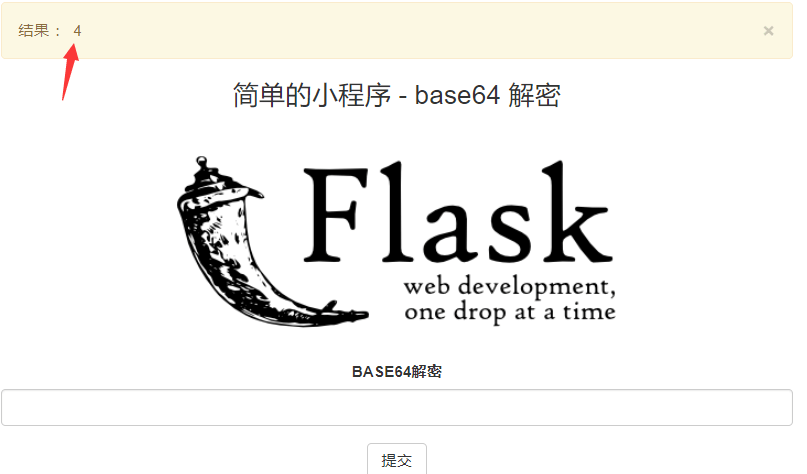 结果 ： 4
×
简单的小程序 - base64 解密
Flask
web development,
one drop at a time
BASE64解密
提交